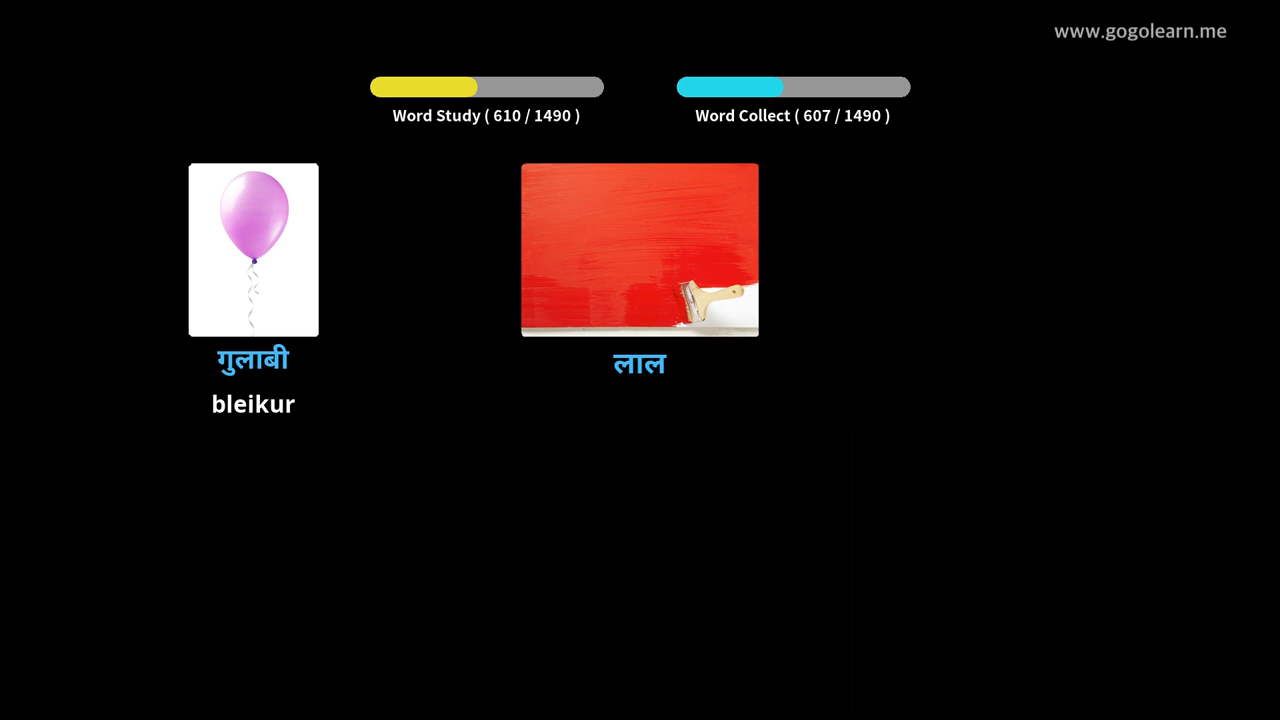 www.gogolearn.me
Word Study ( 610 / 1490 )
Word Collect ( 607 / 1490 )
गुलाबी
लाल
bleikur